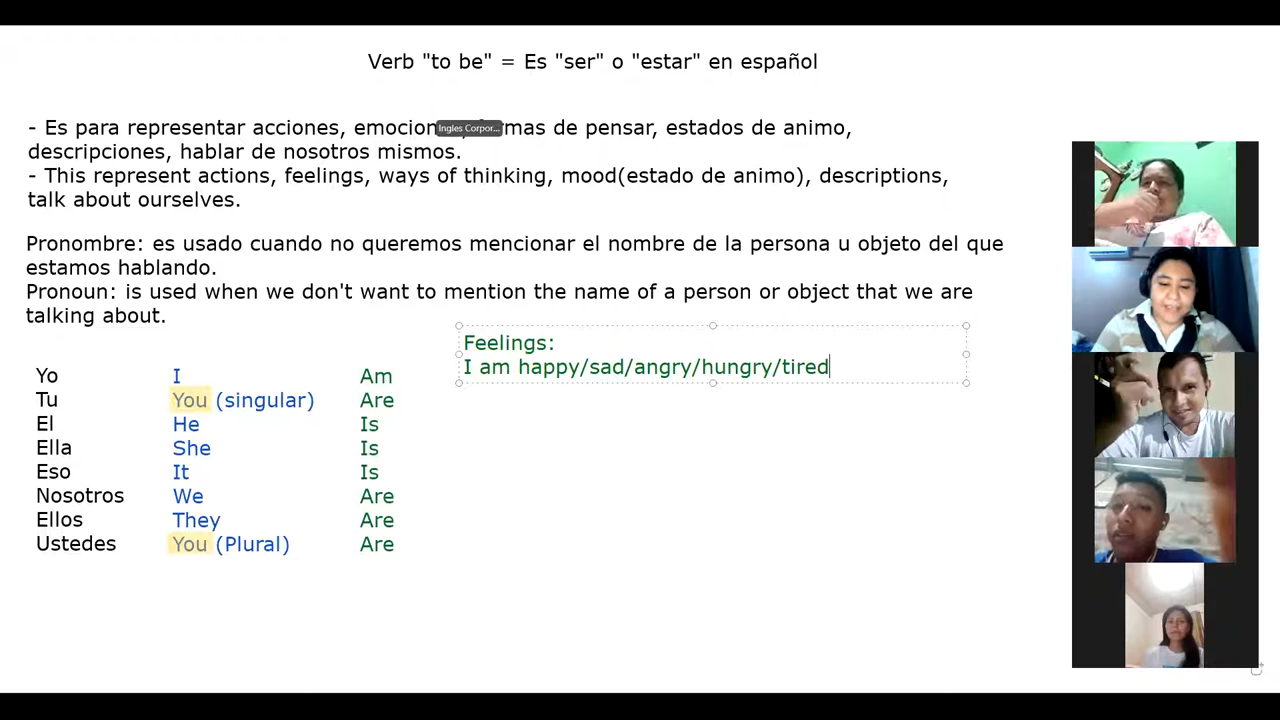 Verb "to be" = Es "ser" o "estar" en español
- Es para representar acciones, emocion mas de pensar, estados de animo,
Ingles Corpor...
descripciones, hablar de nosotros mismos.
- This represent actions, feelings, ways of thinking, mood(estado de animo), descriptions,
talk about ourselves.
Pronombre: es usado cuando no queremos mencionar el nombre de la persona u objeto del que
estamos hablando.
Pronoun: is used when we don't want to mention the name of a person or object that we are
talking about.
Feelings:
I am happy/sad/angry/hungry/tired
Yo I Am
Tu You (singular) Are
El He Is
Ella She Is
Eso It Is
Nosotros We Are
Ellos They Are
Ustedes You (Plural) Are